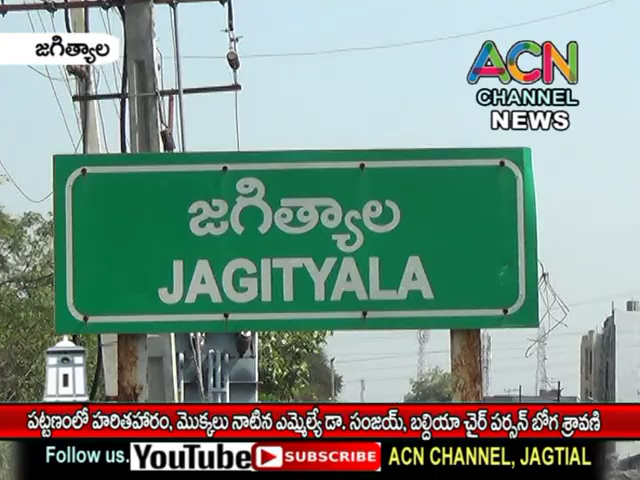 జగిత్యాల
ACN
CHANNEL
NEWS
జగిత్యాల
JAGITYALA
పట్టణంలో హరితహారం, మొక్కలు నాటిన ఎమ్మెల్యే డా. సంజయ్, బల్దియా చైర్ పర్సన్ బోగ శ్రావణి
Follow us. YouTube SUBSCRIBE ACN CHANNEL, JAGTIAL